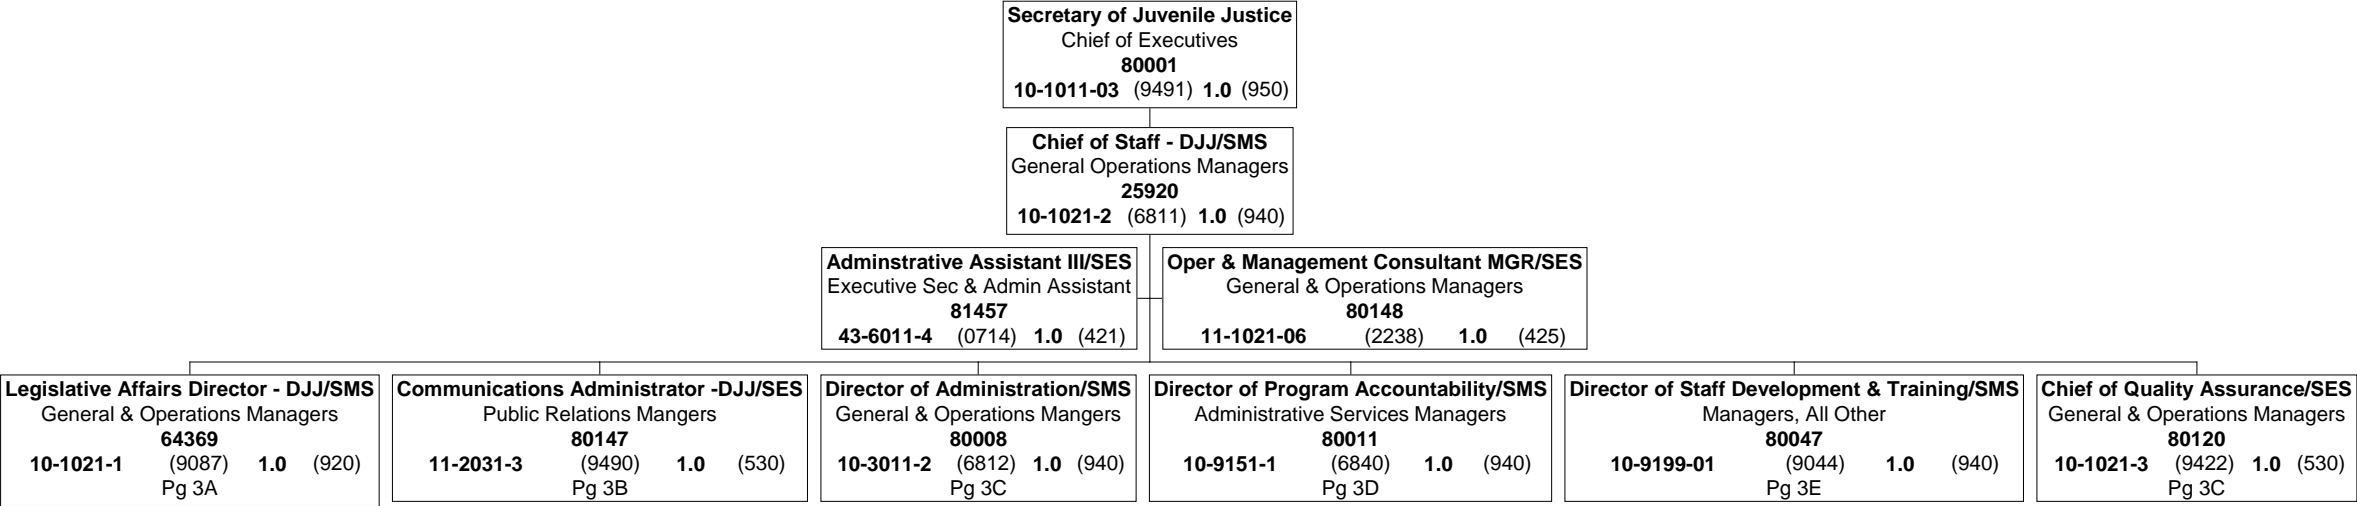 Secretary of Juvenile Justice
Chief of Executives
80001
10-1011-03 (9491) 1.0 (950)
Chief of Staff - DJJ/SMS
General Operations Managers
25920
10-1021-2 (6811) 1.0 (940)
Adminstrative Assistant III/SES
Executive Sec & Admin Assistant
81457
43-6011-4 (0714) 1.0 (421)
Oper & Management Consultant MGR/SES
General & Operations Managers
80148
11-1021-06 (2238) 1.0 (425)
Legislative Affairs Director - DJJ/SMS
General & Operations Managers
64369
10-1021-1 (9087) 1.0 (920)
Pg 3A
Communications Administrator -DJJ/SES
Public Relations Mangers
80147
11-2031-3 (9490) 1.0 (530)
Pg 3B
Director of Administration/SMS
General & Operations Mangers
80008
10-3011-2 (6812) 1.0 (940)
Pg 3C
Director of Program Accountability/SMS
Administrative Services Managers
80011
10-9151-1 (6840) 1.0 (940)
Pg 3D
Director of Staff Development & Training/SMS
Managers, All Other
80047
10-9199-01 (9044) 1.0 (940)
Pg 3E
Chief of Quality Assurance/SES
General & Operations Managers
80120
10-1021-3 (9422) 1.0 (530)
Pg 3C